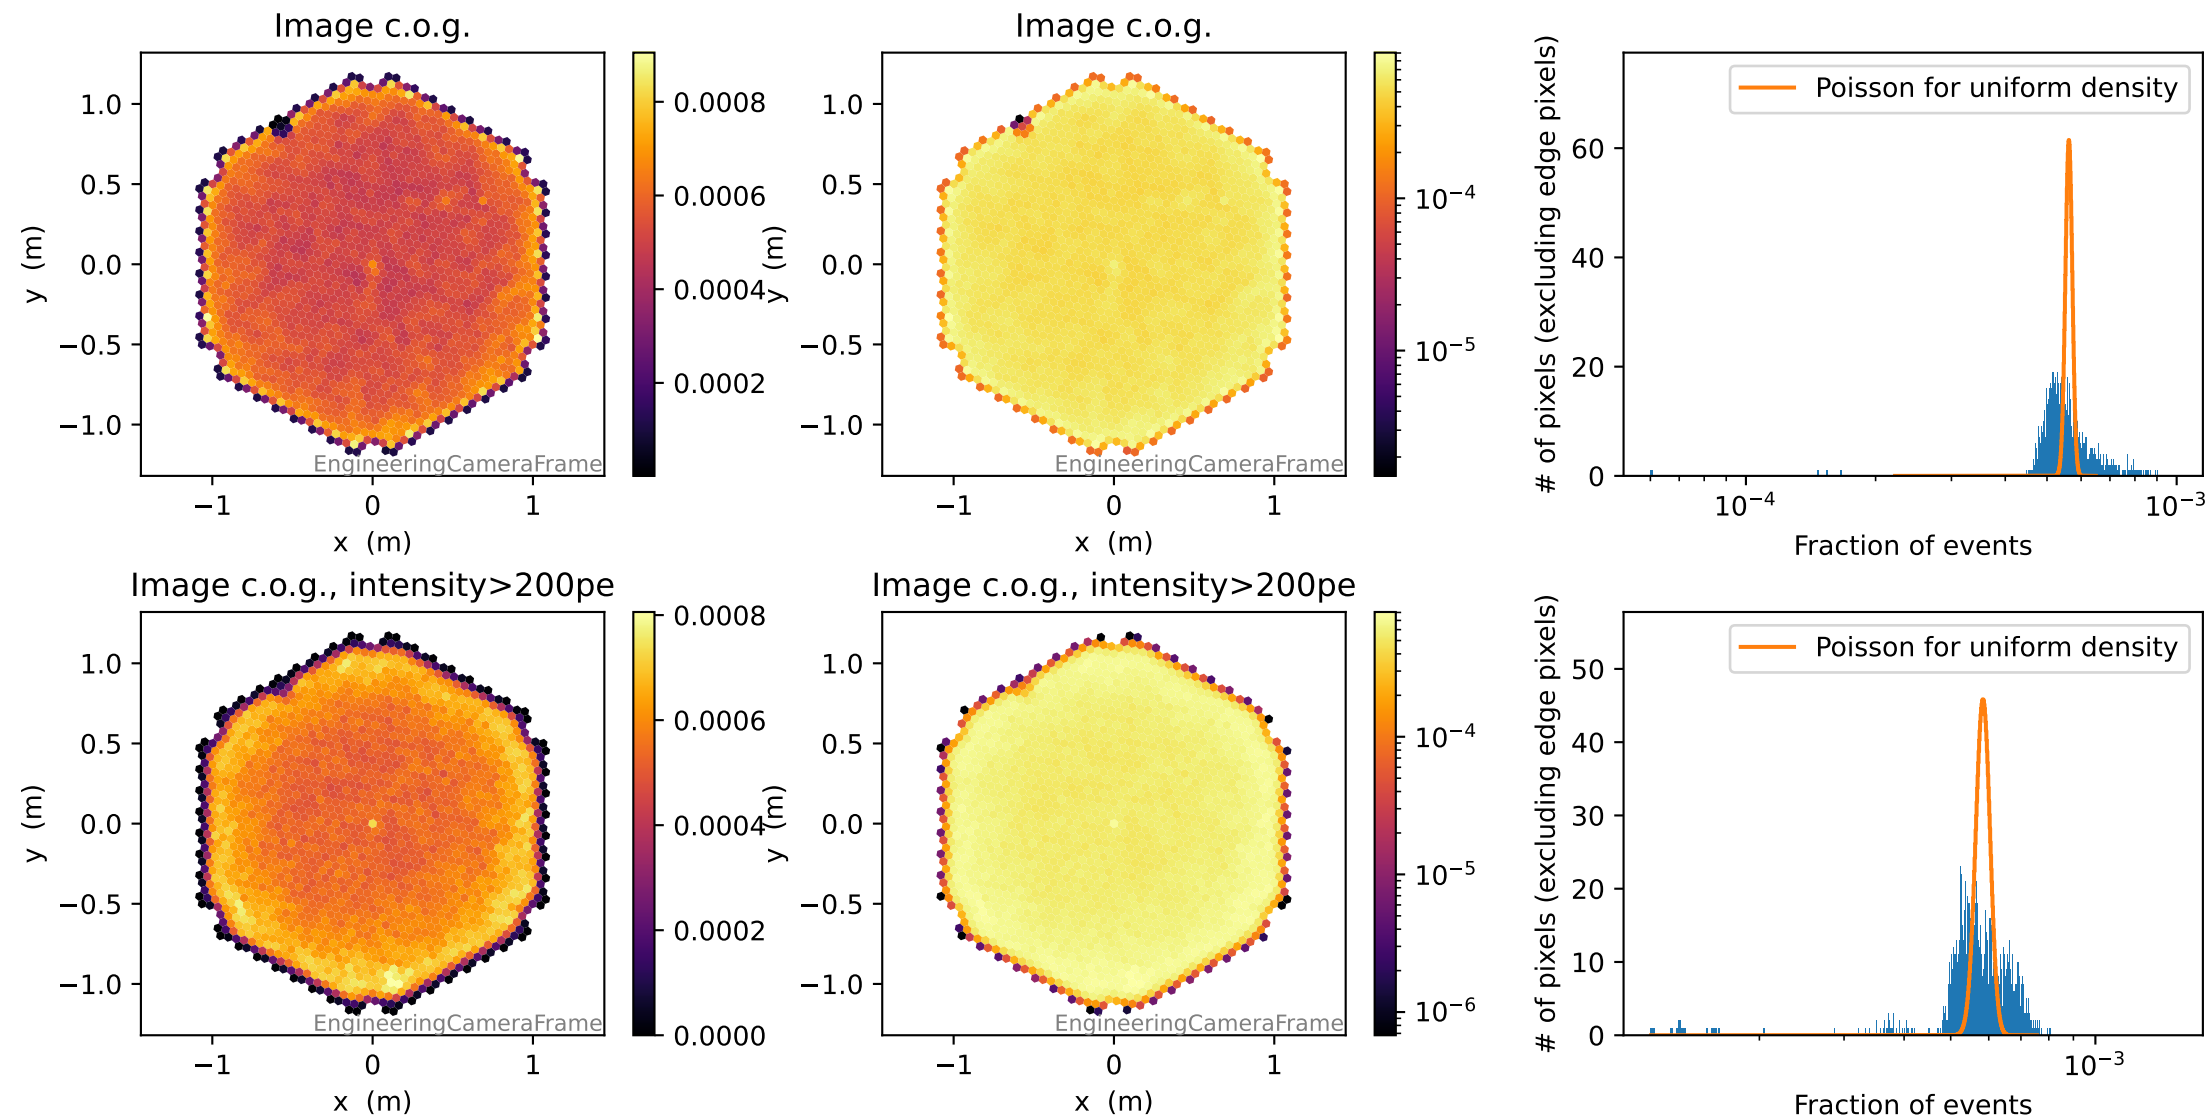 Image c.o.g.
1.0
0.5
0.0
−0.5
−1.0
y (m)
−1
0
1
x (m)
EngineeringCameraFrame
0.0008
0.0006
0.0004
0.0002
Image c.o.g.
1.0
0.5
0.0
−0.5
−1.0
y (m)
−1
0
1
x (m)
EngineeringCameraFrame
10⁻⁴
10⁻⁵
Poisson for uniform density
# of pixels (excluding edge pixels)
60
40
20
0
10⁻⁴
10⁻³
Fraction of events
Image c.o.g., intensity>200pe
1.0
0.5
0.0
−0.5
−1.0
y (m)
−1
0
1
x (m)
EngineeringCameraFrame
0.0008
0.0006
0.0004
0.0002
0.0000
Image c.o.g., intensity>200pe
1.0
0.5
0.0
−0.5
−1.0
y (m)
−1
0
1
x (m)
EngineeringCameraFrame
10⁻⁴
10⁻⁵
10⁻⁶
Poisson for uniform density
# of pixels (excluding edge pixels)
50
40
30
20
10
0
10⁻³
Fraction of events